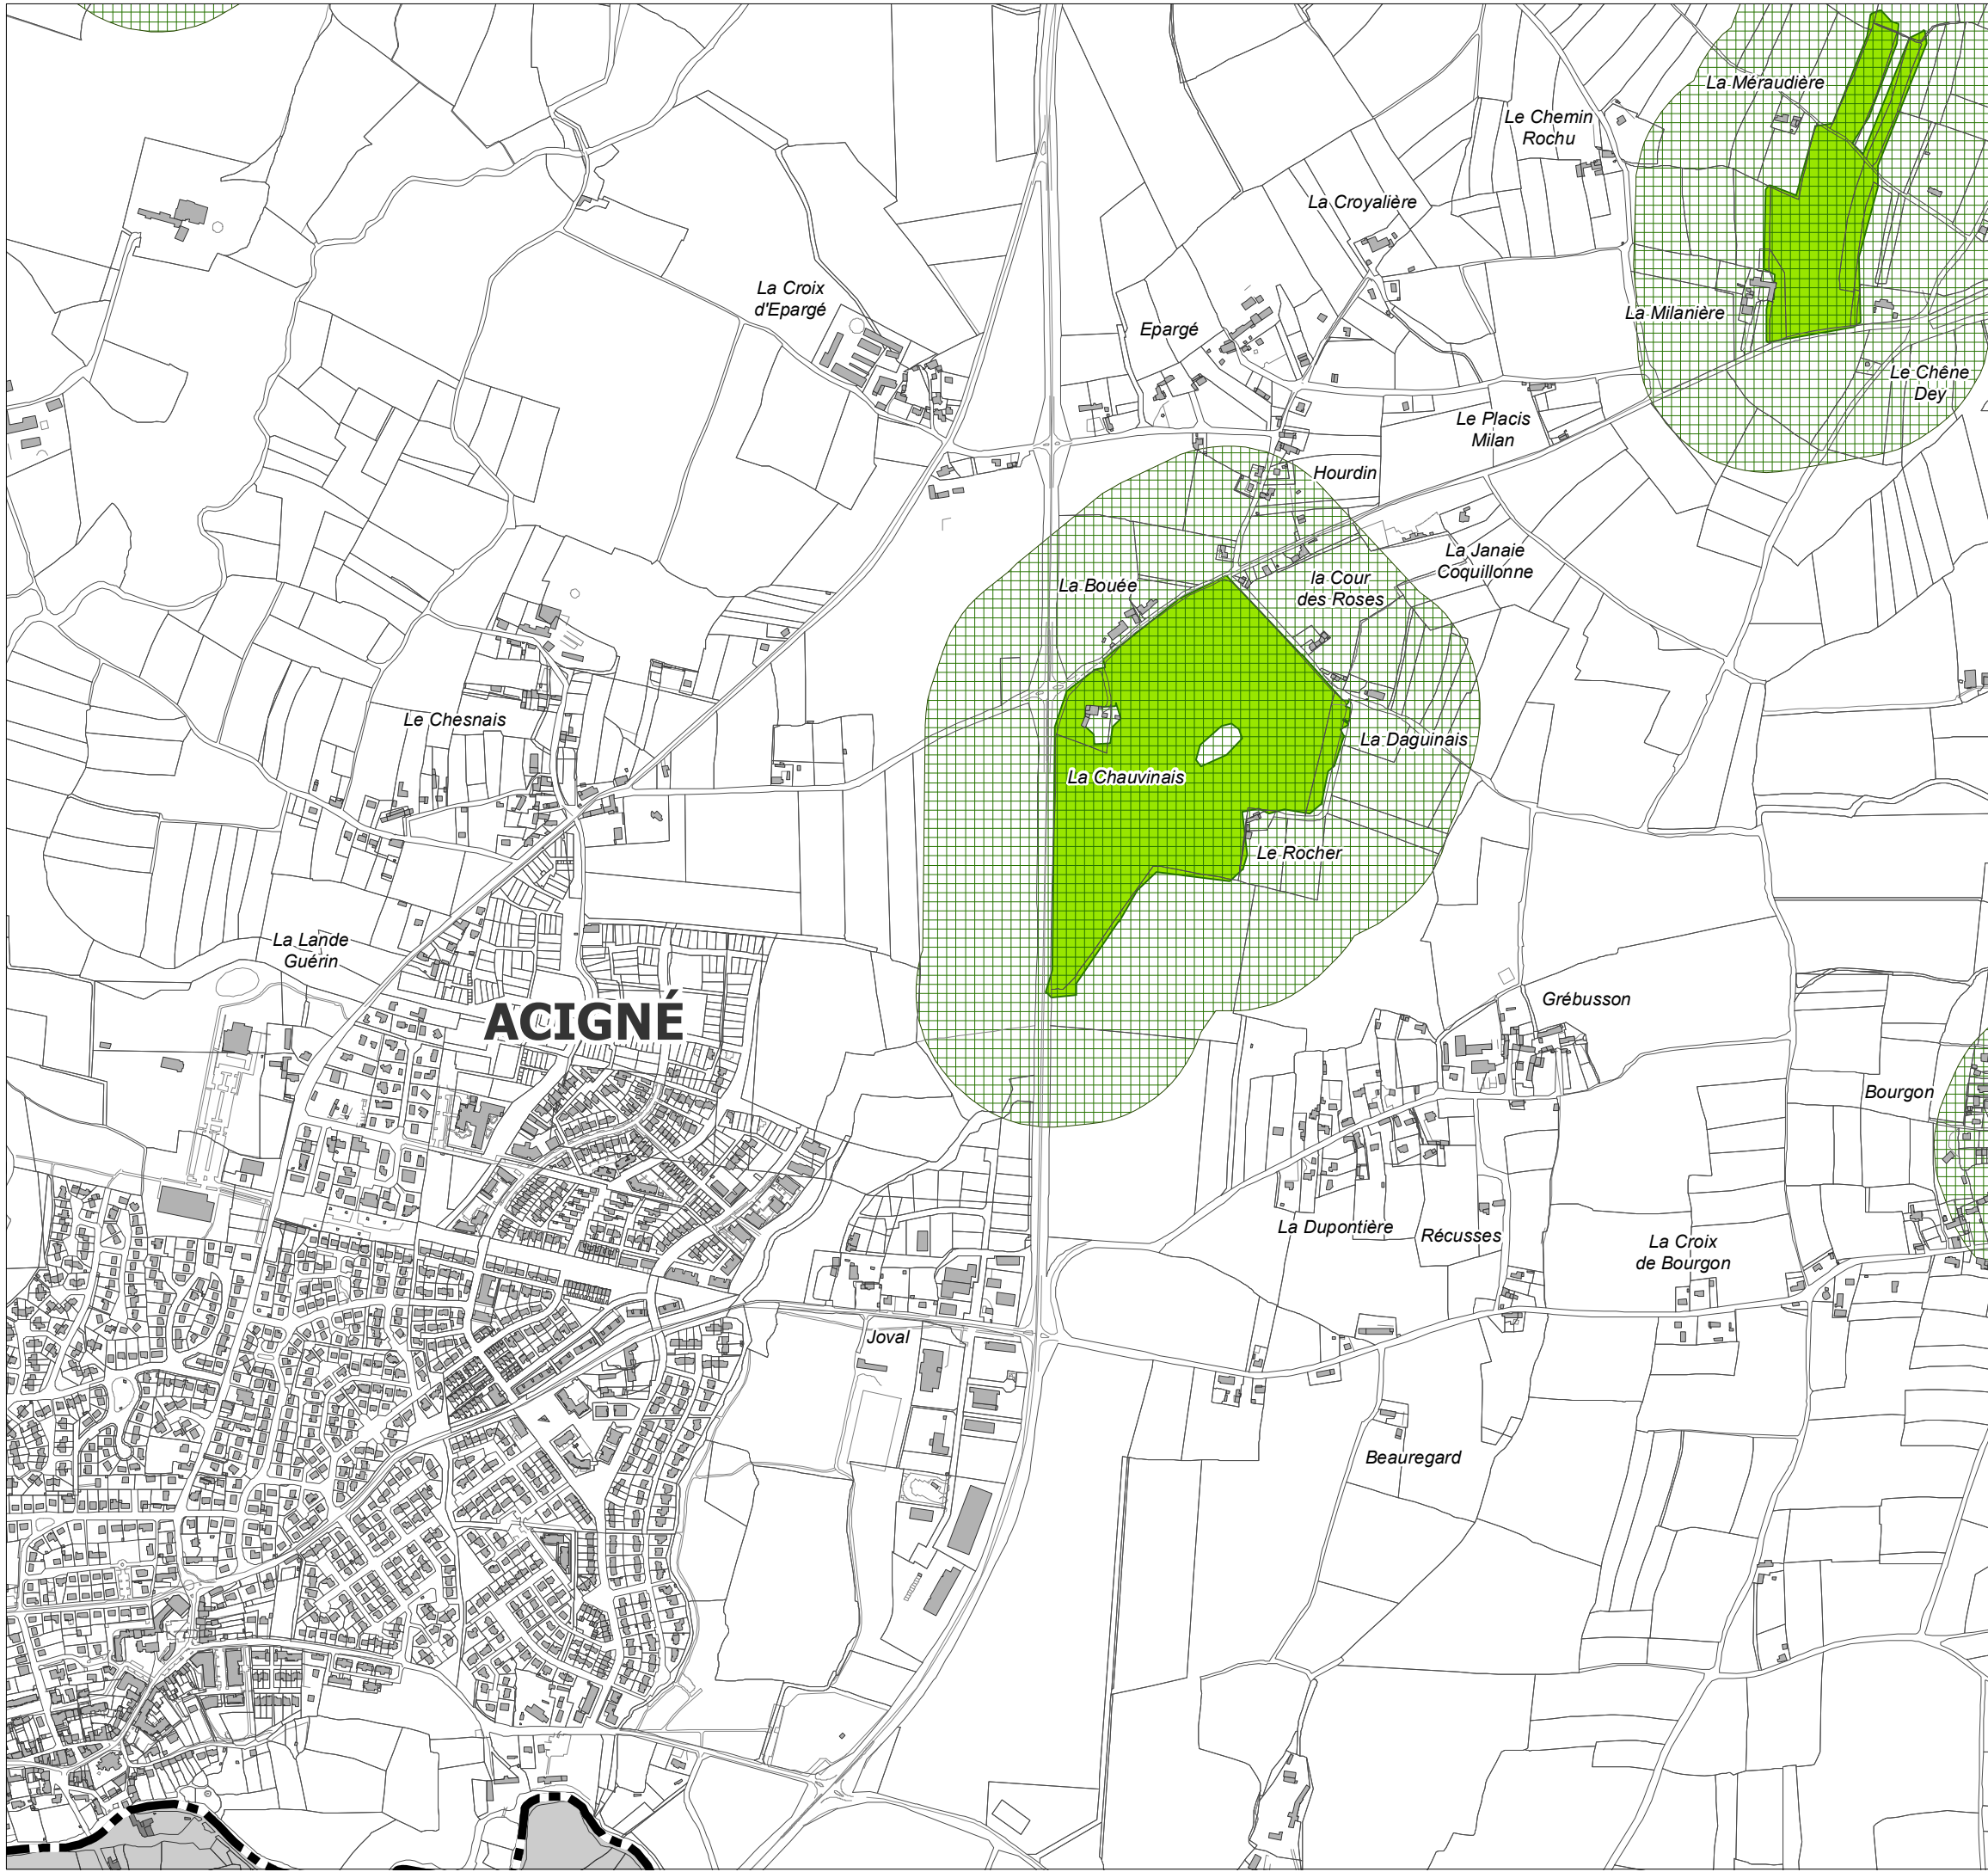 La Méraudière
Le Chemin
Rochu
La Croyalière
La Croix
d'Epargé
Epargé
La Milanière
Le Chêne
Dey
Le Placis
Milan
Hourdin
La Janaie
Coquillonne
la Cour
des Roses
La Bouée
Le Chesnais
La Daguinais
La Chauvinais
Le Rocher
La Lande
Guérin
ACIGNÉ
Grébusson
Bourgon
La Dupontière
Récusses
La Croix
de Bourgon
Joval
Beauregard